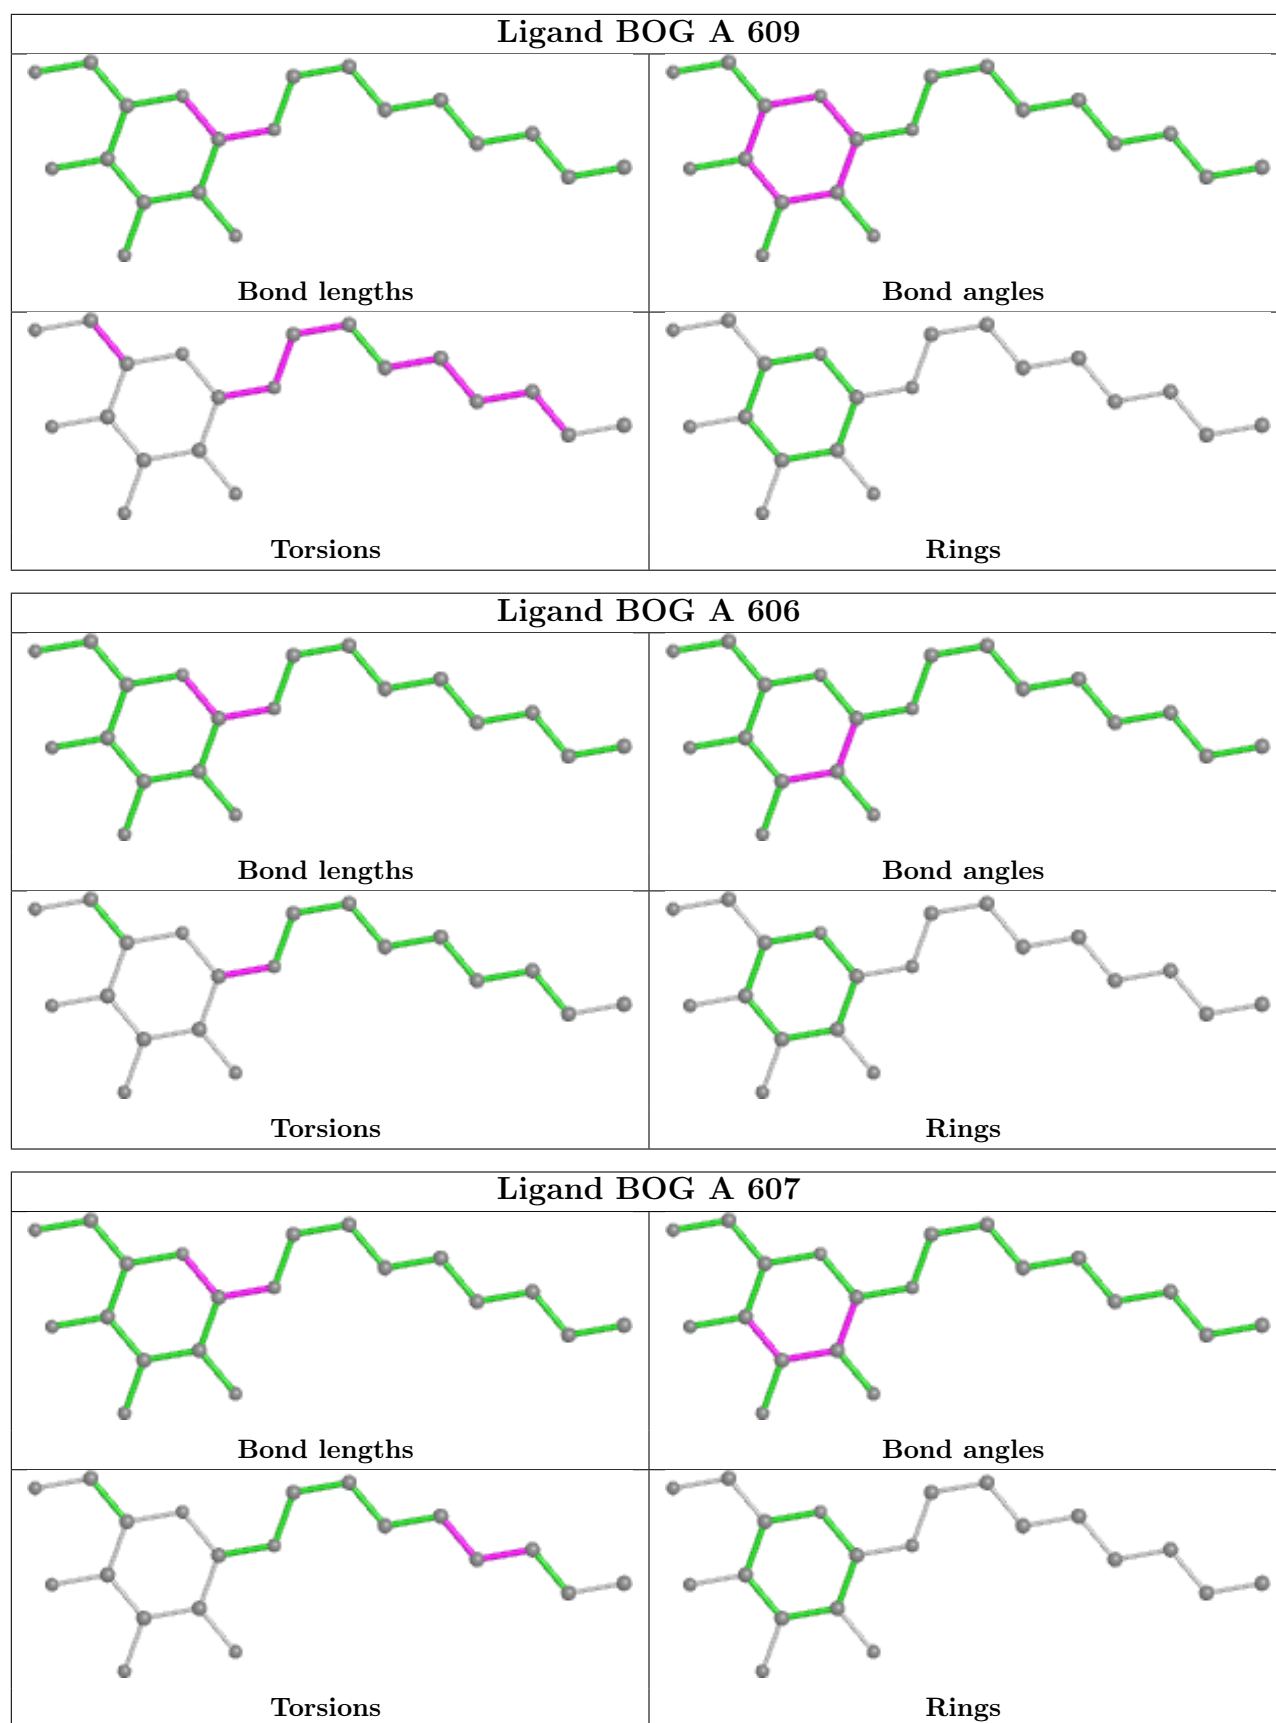 Ligand BOG A 609
Bond lengths
Bond angles
Torsions
Rings
Ligand BOG A 606
Bond lengths
Bond angles
Torsions
Rings
Ligand BOG A 607
Bond lengths
Bond angles
Torsions
Rings